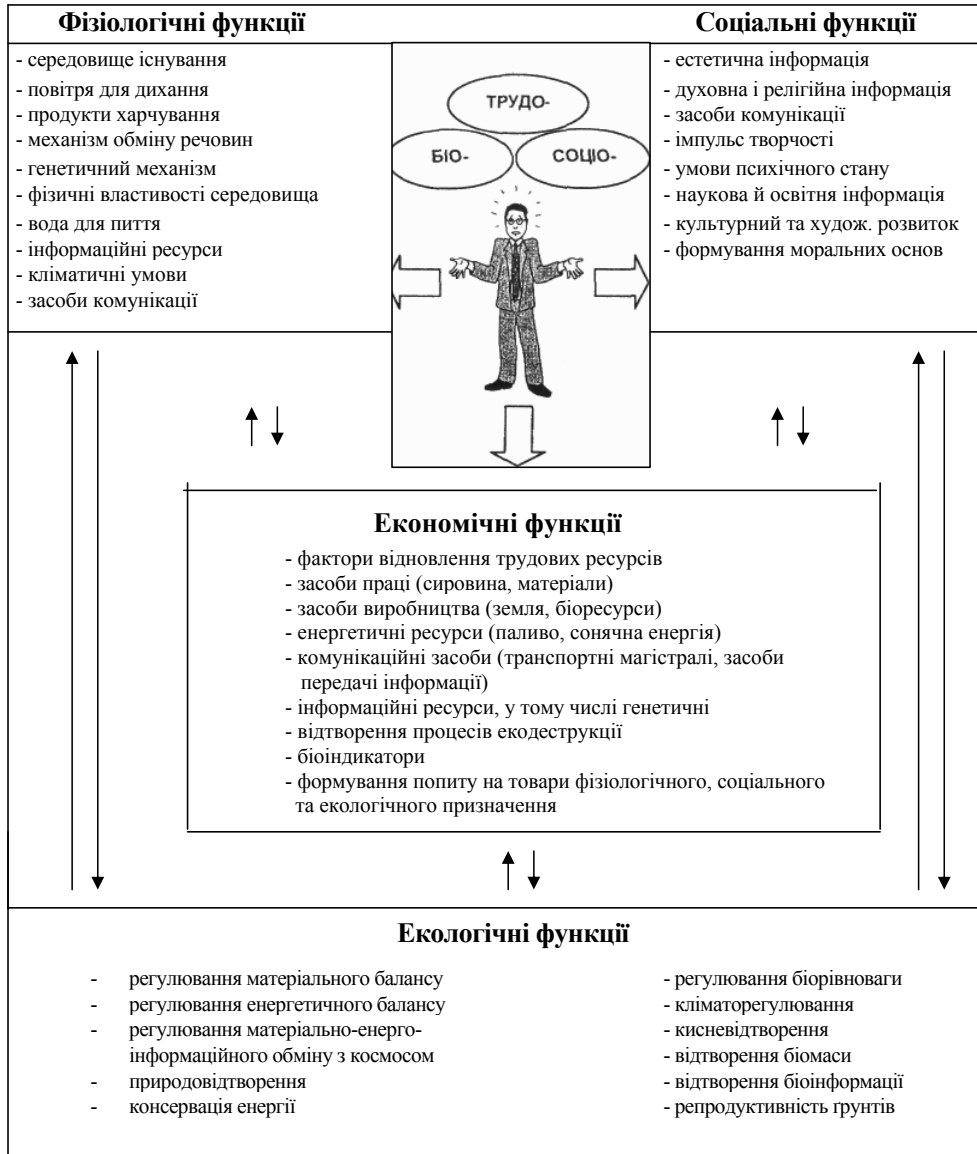 Фізіологічні функції
- середовище існування
- повітря для дихання
- продукти харчування
- механізм обміну речовин
- генетичний механізм
- фізичні властивості середовища
- вода для пиття
- інформаційні ресурси
- кліматичні умови
- засоби комунікації
ТРУДО-
БІО-
СОЦІО-
Соціальні функції
- естетична інформація
- духовна і релігійна інформація
- засоби комунікації
- імпульс творчості
- умови психічного стану
- наукова й освітня інформація
- культурний та худож. розвиток
- формування моральних основ
Економічні функції
- фактори відновлення трудових ресурсів
- засоби праці (сировина, матеріали)
- засоби виробництва (земля, біоресурси)
- енергетичні ресурси (паливо, сонячна енергія)
- комунікаційні засоби (транспортні магістралі, засоби
передачі інформації)
- інформаційні ресурси, у тому числі генетичні
- відтворення процесів екодеструкції
- біоіндикатори
- формування попиту на товари фізіологічного, соціального
та екологічного призначення
Екологічні функції
- регулювання матеріального балансу
- регулювання енергетичного балансу
- регулювання матеріально-енерго-
інформаційного обміну з космосом
- природовідтворення
- консервація енергії
- регулювання біорівноваги
- кліматорегулювання
- кисневідтворення
- відтворення біомаси
- відтворення біоінформації
- репродуктивність ґрунтів